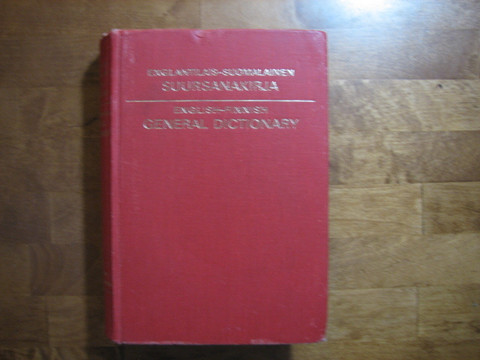 ENGLANTILAIS-SUOMALAINEN
SUURSANAKIRJA
ENGLISH-FINNISH
GENERAL DICTIONARY